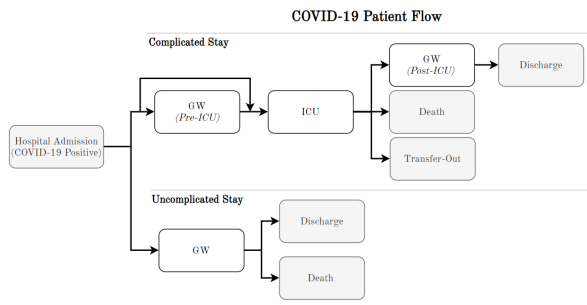 COVID-19 Patient Flow
Complicated Stay
GW
(Pre-ICU)
ICU
GW
(Post-ICU)
Discharge
Death
Transfer-Out
Hospital Admission
(COVID-19 Positive)
Uncomplicated Stay
GW
Discharge
Death